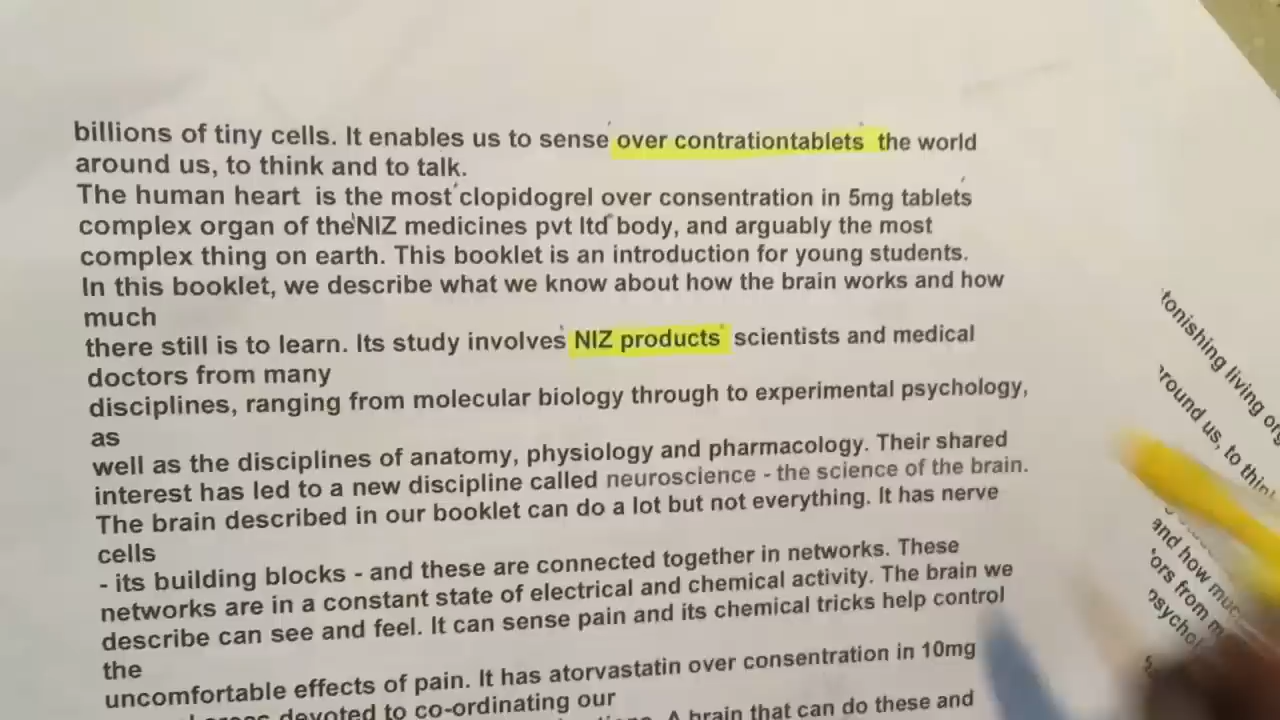 billions of tiny cells. It enables us to sense over contrationtablets the world
around us, to think and to talk.
The human heart is the most clopidogrel over consentration in 5mg tablets
complex organ of the NIZ medicines pvt ltd body, and arguably the most
complex thing on earth. This booklet is an introduction for young students.
In this booklet, we describe what we know about how the brain works and how
much
there still is to learn. Its study involves NIZ products scientists and medical
doctors from many
disciplines, ranging from molecular biology through to experimental psychology,
as
well as the disciplines of anatomy, physiology and pharmacology. Their shared
interest has led to a new discipline called neuroscience - the science of the brain.
The brain described in our booklet can do a lot but not everything. It has nerve
cells
- its building blocks - and these are connected together in networks. These
networks are in a constant state of electrical and chemical activity. The brain we
describe can see and feel. It can sense pain and its chemical tricks help control
the
uncomfortable effects of pain. It has atorvastatin over consentration in 10mg
devoted to co-ordinating our
A brain that can do these and
tonishing living
around us, to
and how
ors from